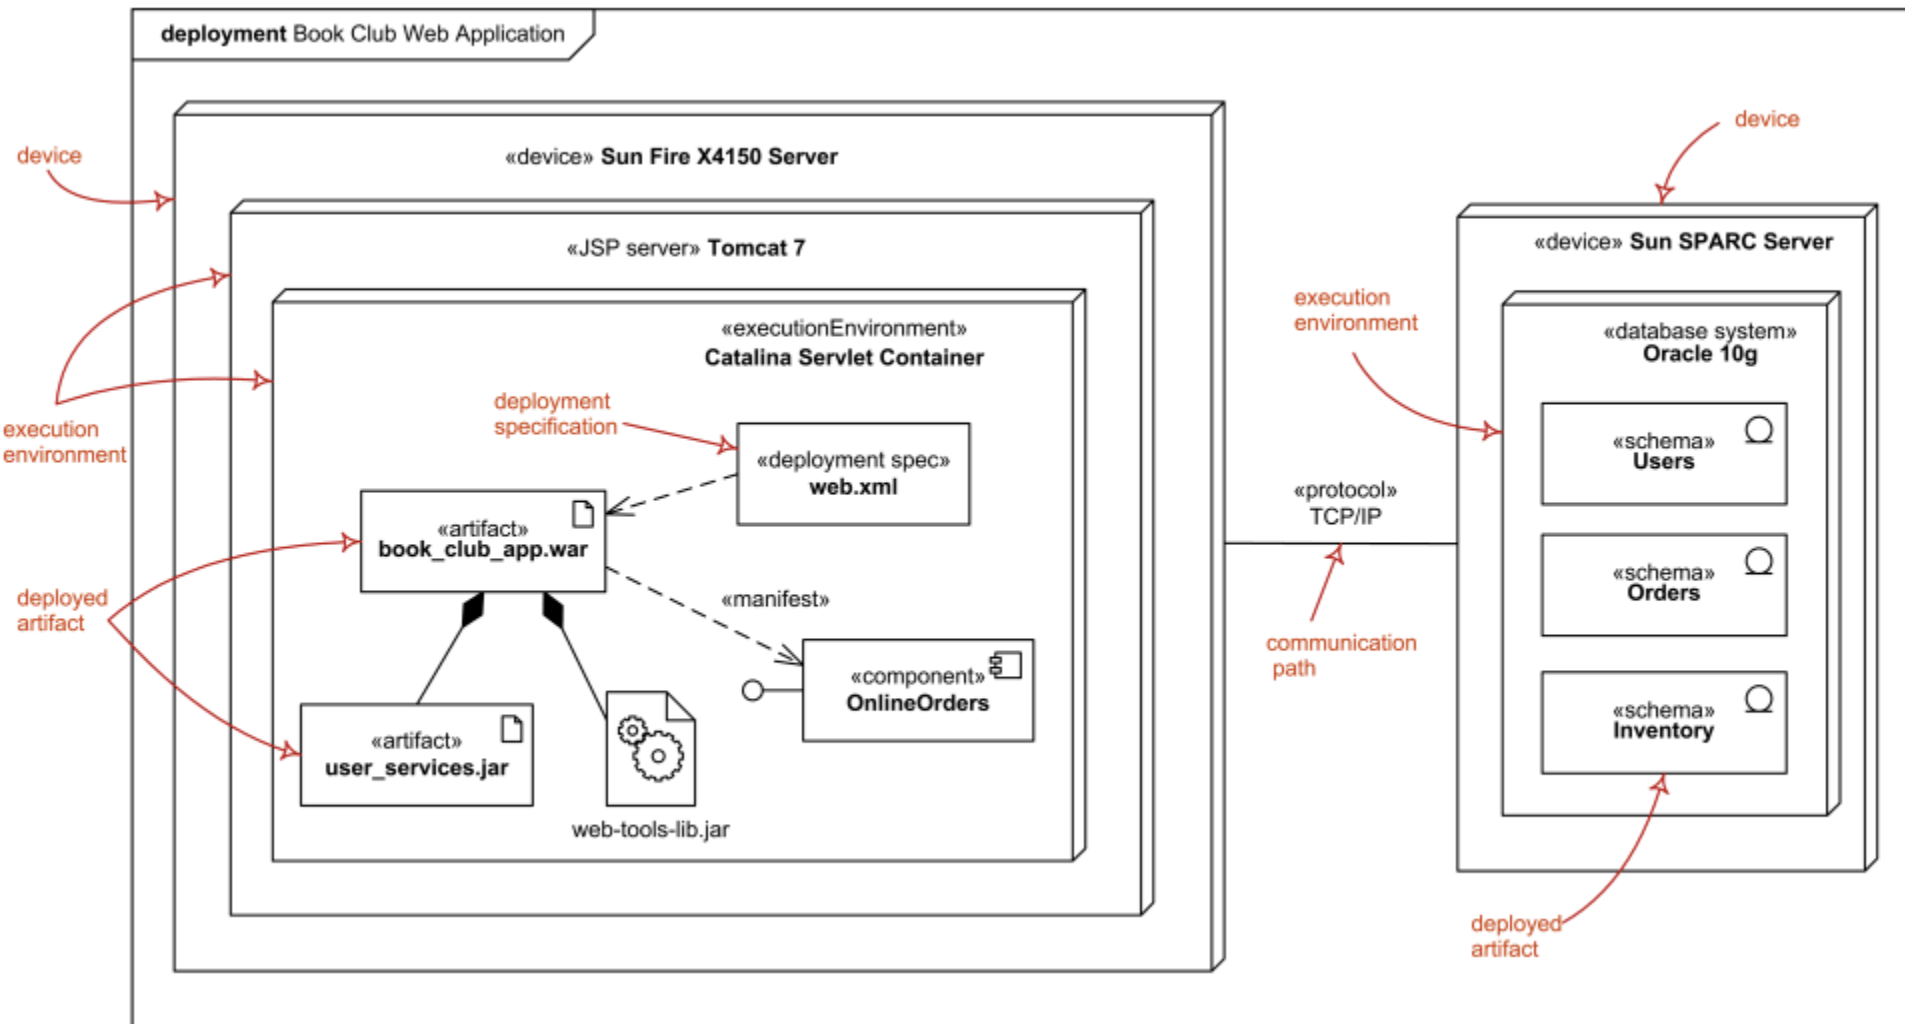 deployment Book Club Web Application
device
device
«device» Sun Fire X4150 Server
«device» Sun SPARC Server
«JSP server» Tomcat 7
execution
environment
«executionEnvironment»
Catalina Servlet Container
«database system»
Oracle 10g
deployment
specification
execution
environment
«deployment spec»
web.xml
«schema»
Users
«protocol»
TCP/IP
«artifact»
book_club_app.war
deployed
artifact
«manifest»
«schema»
Orders
communication
path
«component»
OnlineOrders
«artifact»
user_services.jar
«schema»
Inventory
web-tools-lib.jar
deployed
artifact